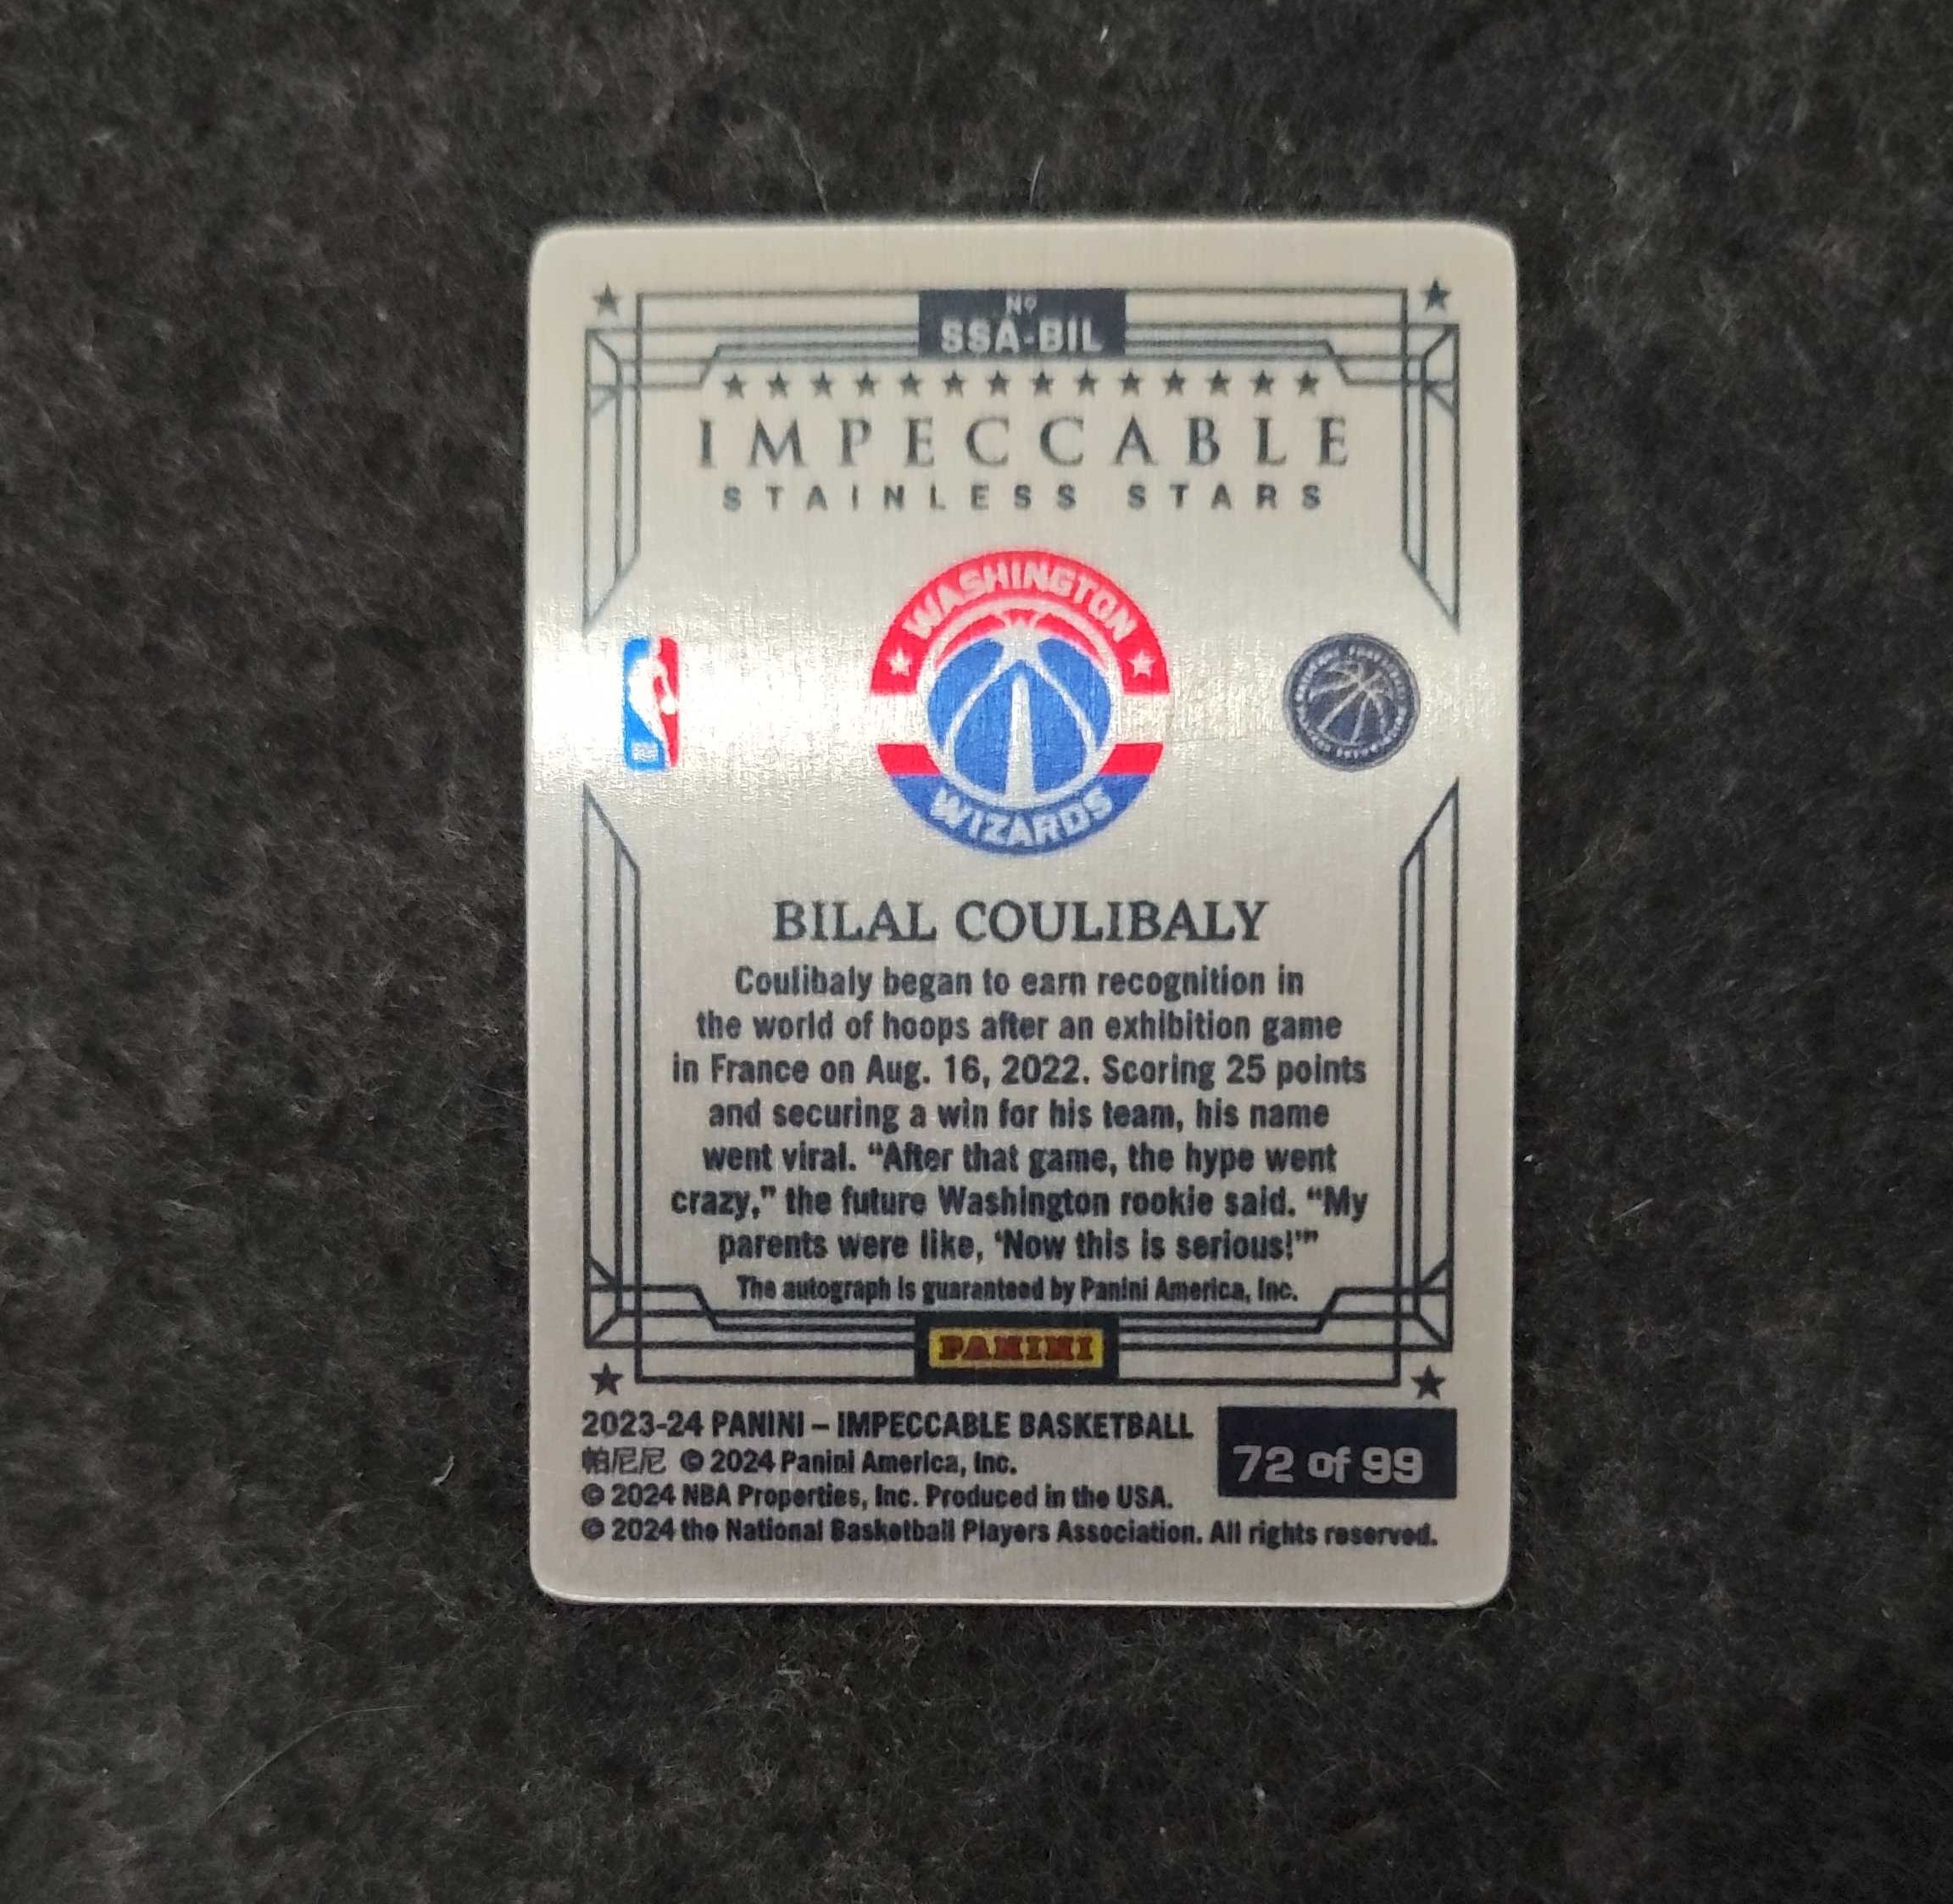 Nº
SSA-BIL
IMPECCABLE
STAINLESS STARS
WASHINGTON
WIZARDS
BILAL COULIBALY
Coulibaly began to earn recognition in
the world of hoops after an exhibition game
in France on Aug. 16, 2022. Scoring 25 points
and securing a win for his team, his name
went viral. “After that game, the hype went
crazy,” the future Washington rookie said. “My
parents were like, ‘Now this is serious!’”
The autograph is guaranteed by Panini America, Inc.
PANINI
2023-24 PANINI – IMPECCABLE BASKETBALL
帕尼尼 © 2024 Panini America, Inc.
72 of 99
© 2024 NBA Properties, Inc. Produced in the USA.
© 2024 the National Basketball Players Association. All rights reserved.